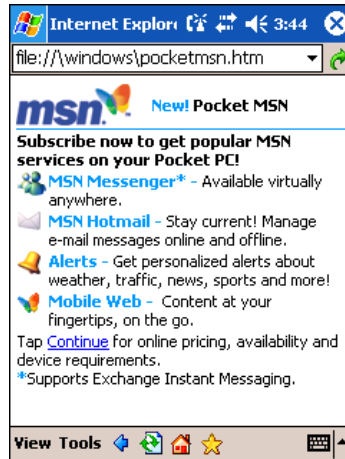 Internet Explor 3:44
file://\windows\pocketmsn.htm
msn New! Pocket MSN
Subscribe now to get popular MSN
services on your Pocket PC!
MSN Messenger* - Available virtually
anywhere.
MSN Hotmail - Stay current! Manage
e-mail messages online and offline.
Alerts - Get personalized alerts about
weather, traffic, news, sports and more!
Mobile Web - Content at your
fingertips, on the go.
Tap Continue for online pricing, availability and
device requirements.
*Supports Exchange Instant Messaging.
View Tools